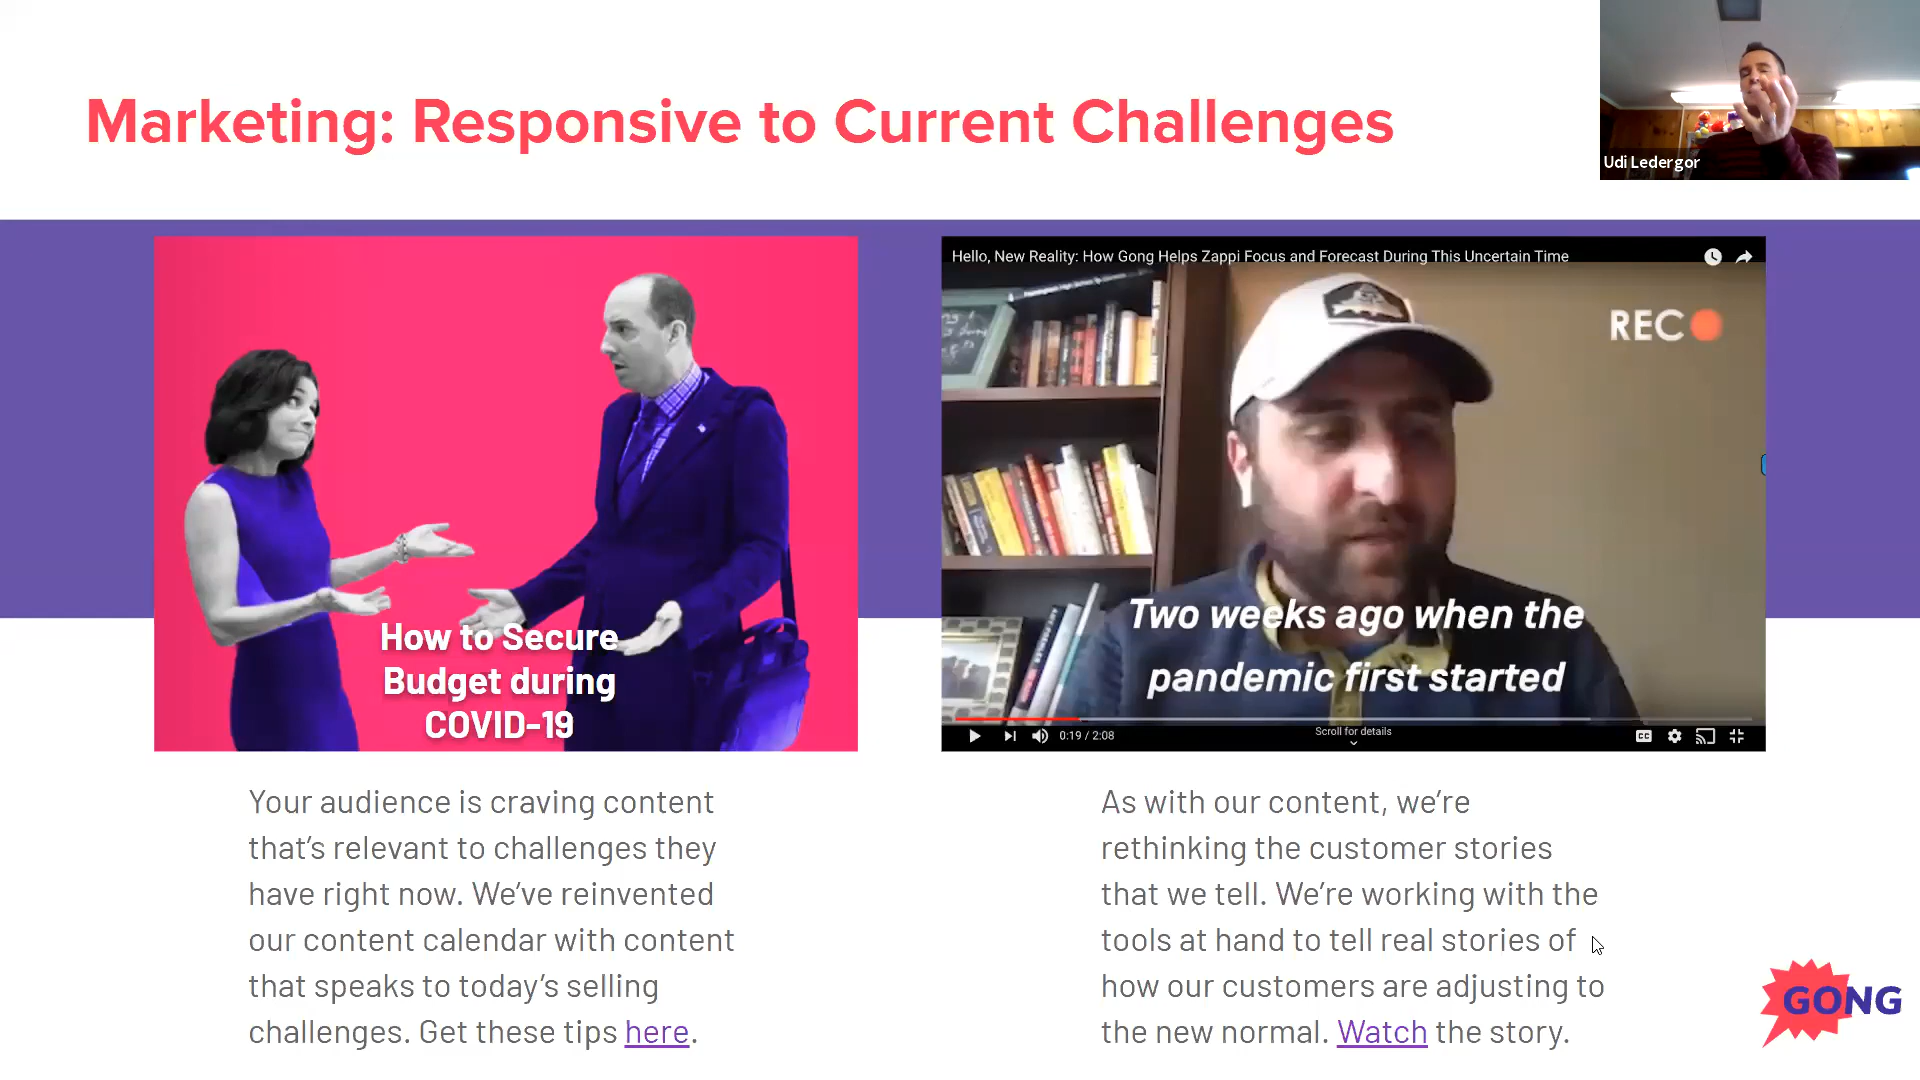 Marketing: Responsive to Current Challenges
Udi Ledergor
How to Secure
Budget during
COVID-19
Hello, New Reality: How Gong Helps Zappi Focus and Forecast During This Uncertain Time
REC
Two weeks ago when the
pandemic first started
0:19 / 2:08
Scroll for details
CC
Your audience is craving content
that's relevant to challenges they
have right now. We've reinvented
our content calendar with content
that speaks to today's selling
challenges. Get these tips here.
As with our content, we're
rethinking the customer stories
that we tell. We're working with the
tools at hand to tell real stories of
how our customers are adjusting to
the new normal. Watch the story.
GONG